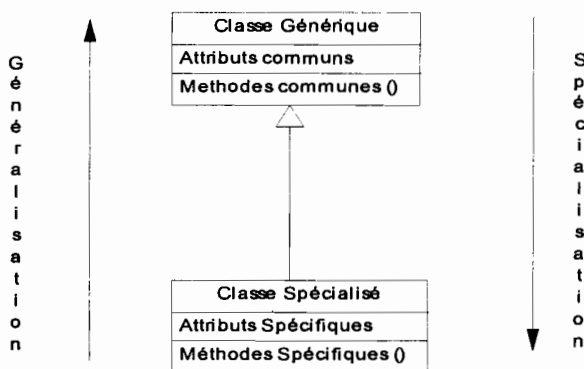 Classe Générique
Attributs communs
Methodes communes ()
Généralisation
Spécialisation
Classe Spécialisé
Attributs Spécifiques
Méthodes Spécifiques ()